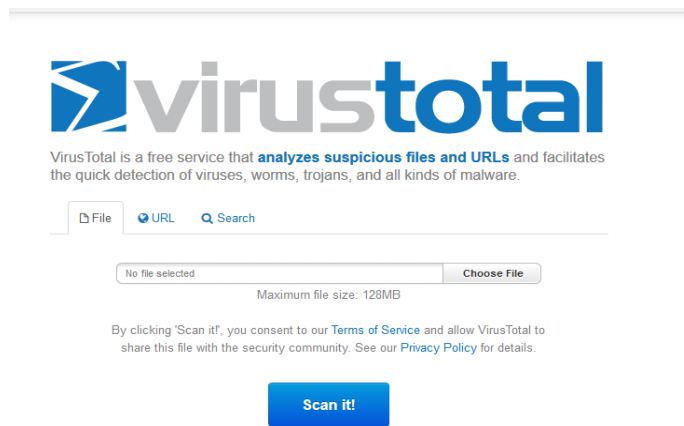 virustotal
VirusTotal is a free service that analyzes suspicious files and URLs and facilitates
the quick detection of viruses, worms, trojans, and all kinds of malware.
File URL Search
No file selected Choose File
Maximum file size: 128MB
By clicking 'Scan it!', you consent to our Terms of Service and allow VirusTotal to
share this file with the security community. See our Privacy Policy for details.
Scan it!